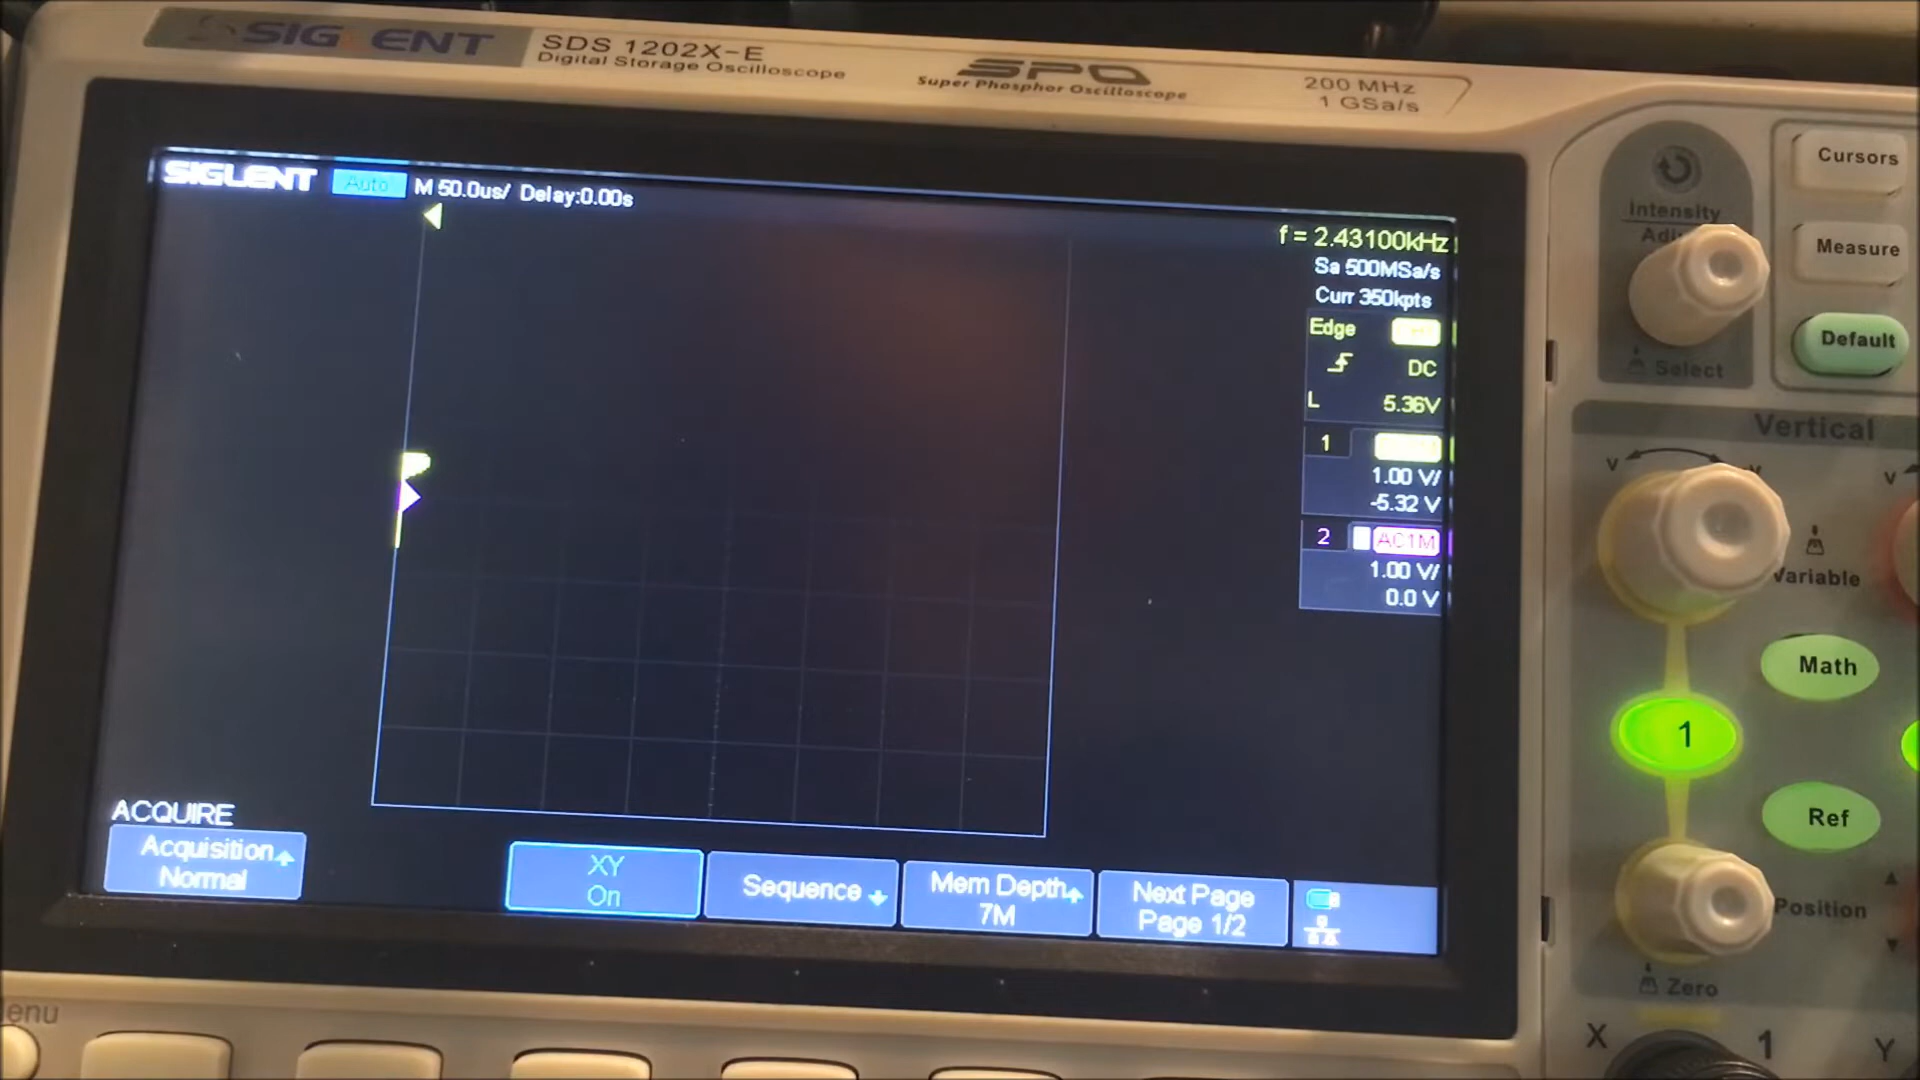 SIGLENT
SDS 1202X-E
Digital Storage Oscilloscope
SPO
Super Phosphor Oscilloscope
200 MHz
1 GSa/s
SIGLENT Auto M 50.0us/ Delay:0.00s
f = 2.43100kHz
Sa 500MSa/s
Curr 350kpts
Edge
DC
L 5.36V
1
1.00 V/
-5.32 V
2 AC1M
1.00 V/
0.0 V
ACQUIRE
Acquisition
Normal
XY
On
Sequence
Mem Depth
7M
Next Page
Page 1/2
Intensity
Select
Cursors
Measure
Default
Vertical
V V V
Variable
Math
1
Ref
Position
Zero
X 1 Y